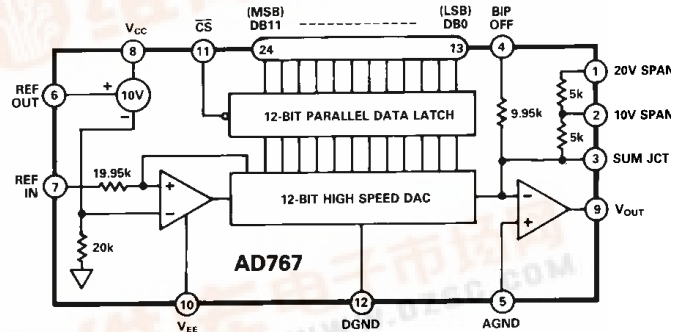 (MSB)
DB11
(LSB)
DB0
BIP
OFF
VCC
CS
8
11
24
13
4
1
20V SPAN
5k
REF
OUT
6
+
10V
−
12-BIT PARALLEL DATA LATCH
9.95k
2
10V SPAN
5k
3
SUM JCT
REF
IN
7
19.95k
+
−
12-BIT HIGH SPEED DAC
−
+
9
VOUT
20k
AD767
10
12
5
VEE
DGND
AGND